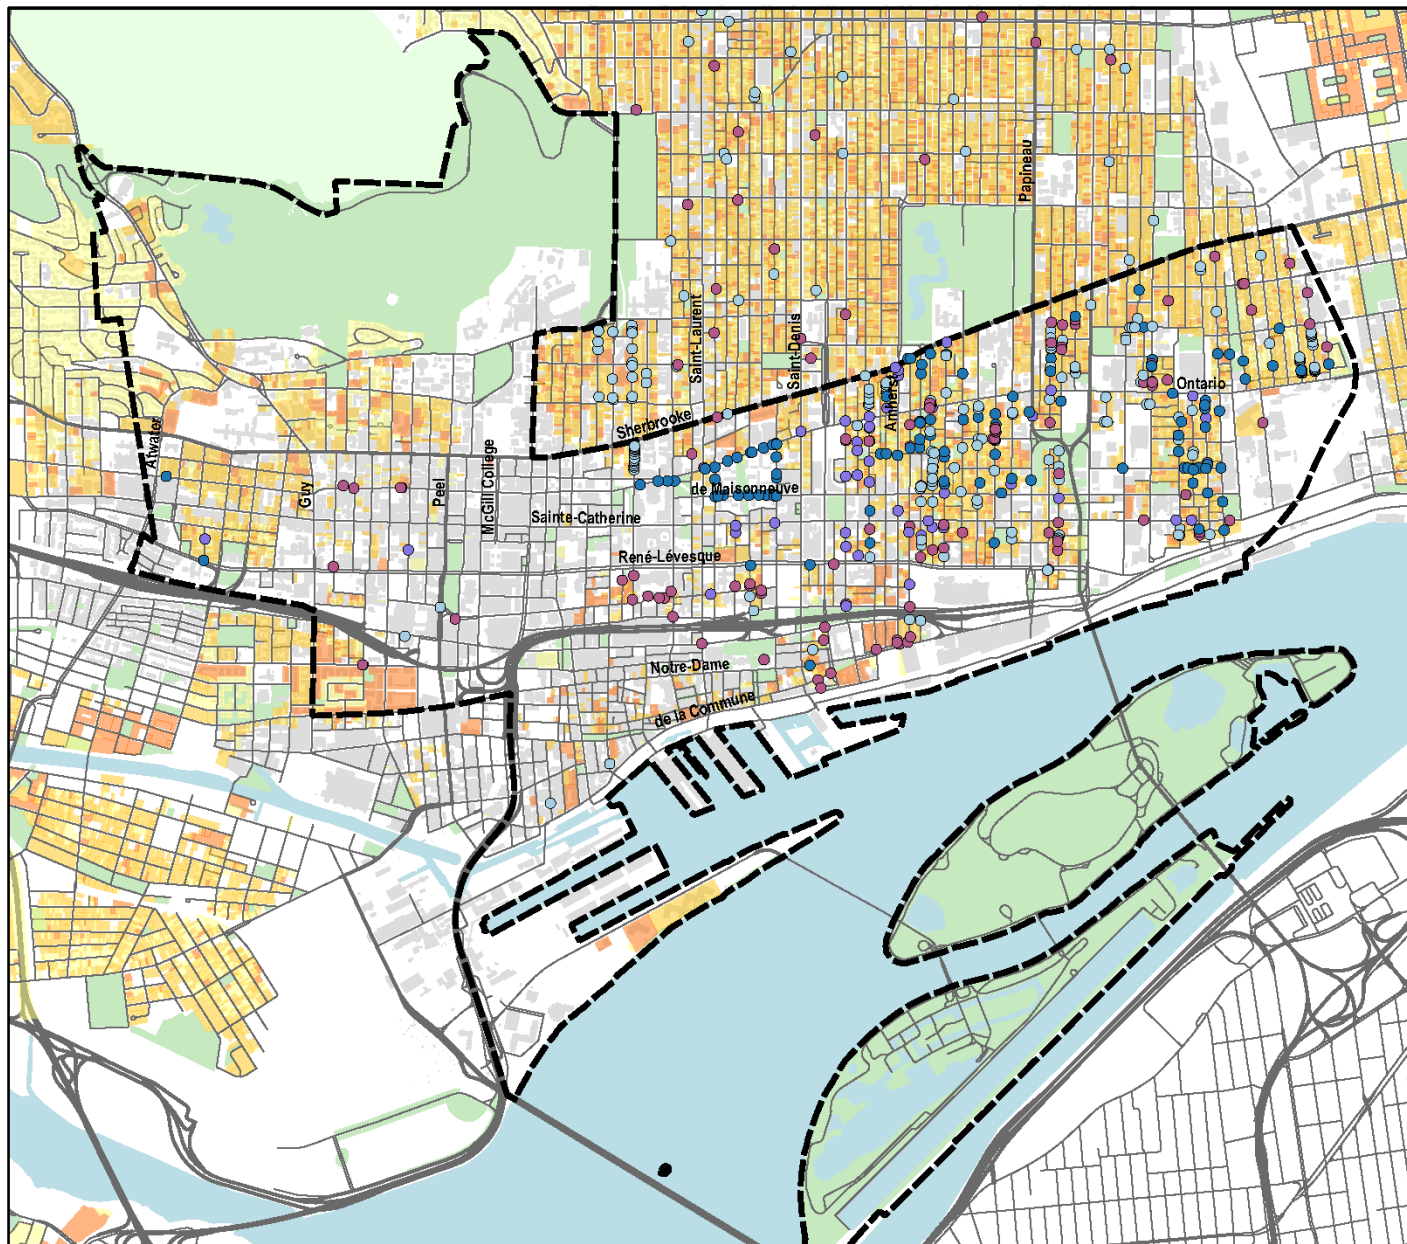 Papineau
Saint-Laurent
Saint-Denis
Amherst
Ontario
Sherbrooke
Atwater
Guy
Peel
McGill College
de Maisonneuve
Sainte-Catherine
René-Lévesque
Notre-Dame
de la Commune